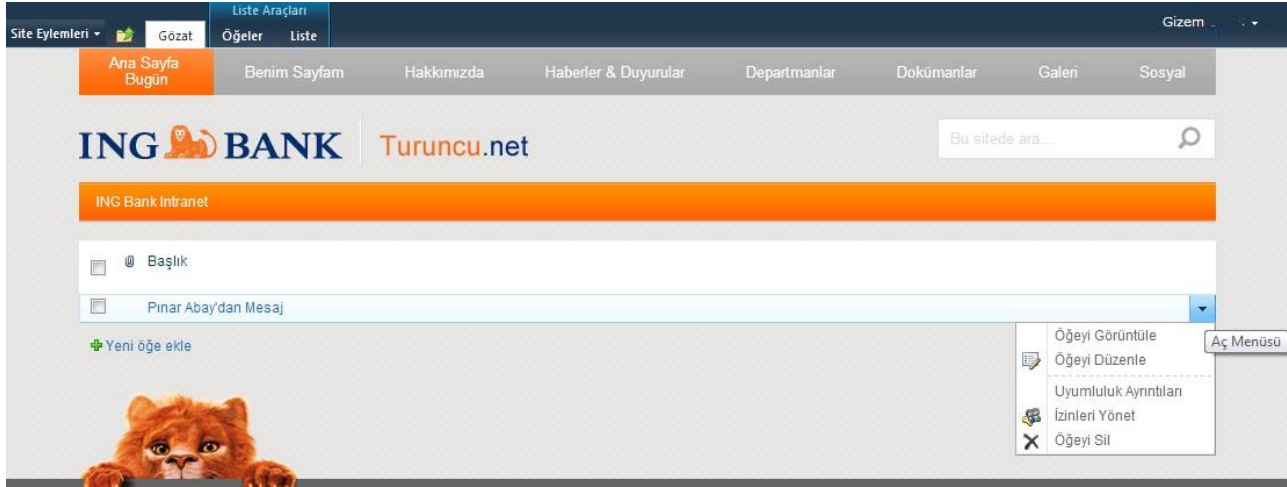 Liste Araçları
Site Eylemleri Gözat Öğeler Liste Gizem
Ana Sayfa Bugün Benim Sayfam Hakkımızda Haberler & Duyurular Departmanlar Dokümanlar Galeri Sosyal
ING BANK Turuncu.net Bu sitede ara...
ING Bank Intranet
Başlık
Pınar Abay'dan Mesaj
Yeni öğe ekle
Öğeyi Görüntüle
Aç Menüsü
Öğeyi Düzenle
Uyumluluk Ayrıntıları
İzinleri Yönet
Öğeyi Sil